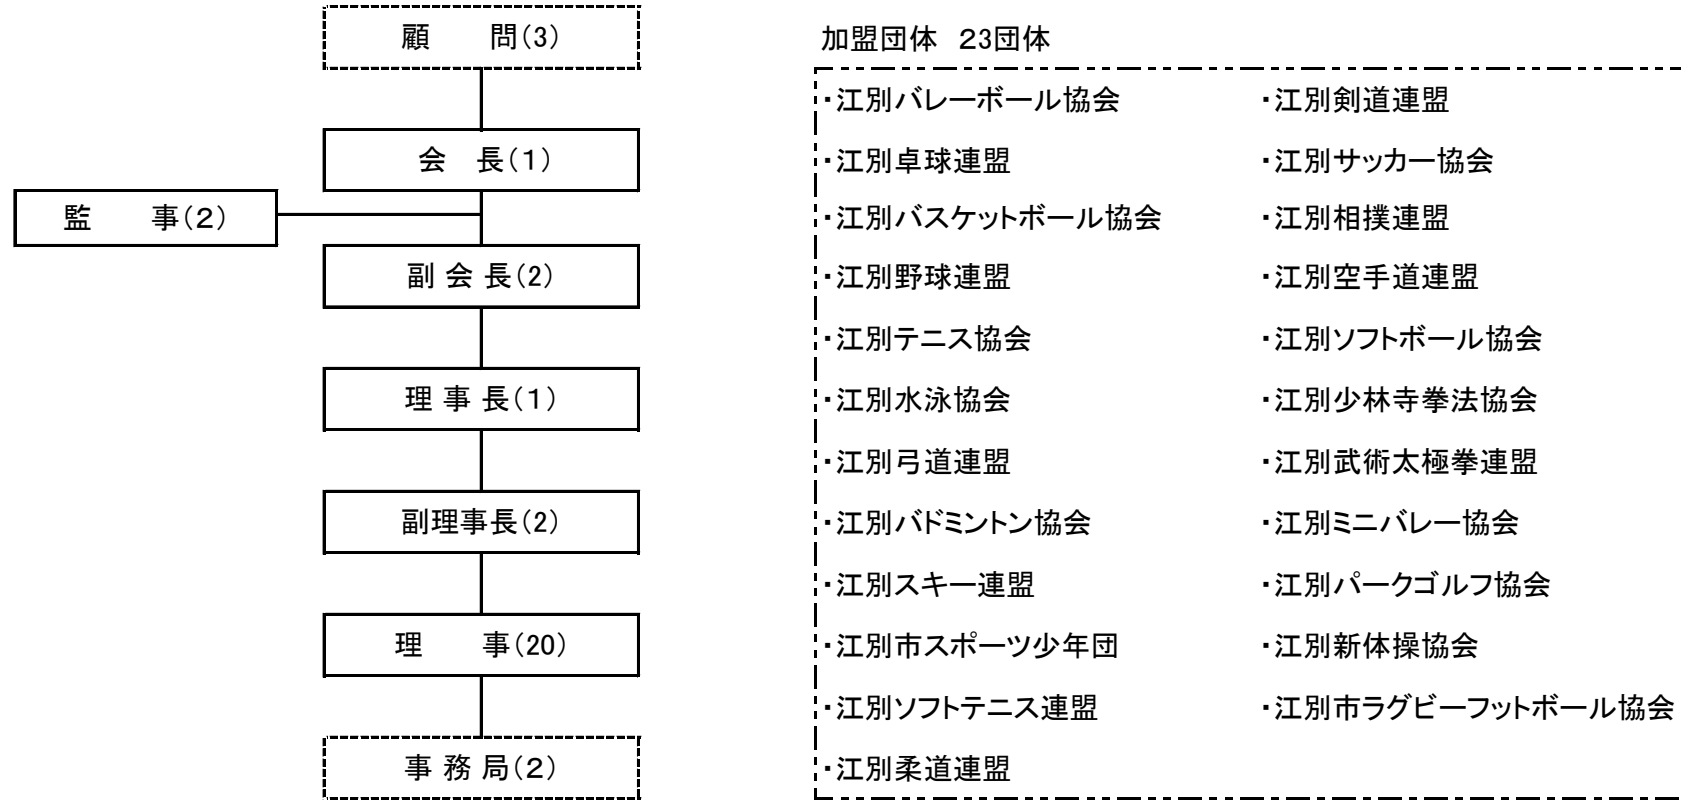 顧　　問(3)
会　長(1)
監　　事(2)
副 会 長(2)
理 事 長(1)
副理事長(2)
理　　事(20)
事 務 局(2)
加盟団体　23団体
・江別バレーボール協会
・江別卓球連盟
・江別バスケットボール協会
・江別野球連盟
・江別テニス協会
・江別水泳協会
・江別弓道連盟
・江別バドミントン協会
・江別スキー連盟
・江別市スポーツ少年団
・江別ソフトテニス連盟
・江別柔道連盟
・江別剣道連盟
・江別サッカー協会
・江別相撲連盟
・江別空手道連盟
・江別ソフトボール協会
・江別少林寺拳法協会
・江別武術太極拳連盟
・江別ミニバレー協会
・江別パークゴルフ協会
・江別新体操協会
・江別市ラグビーフットボール協会